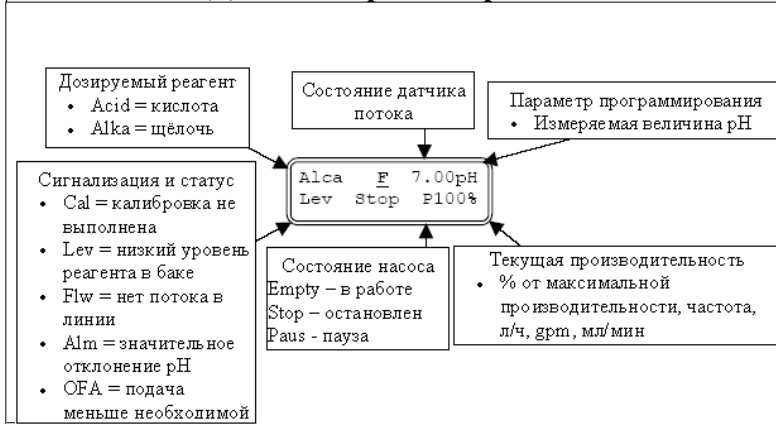 Дозируемый реагент
• Acid = кислота
• Alka = щёлочь
Состояние датчика
потока
Параметр программирования
• Измеряемая величина pH
Alca F 7.00pH
Lev Stop P100%
Сигнализация и статус
• Cal = калибровка не
выполнена
• Lev = низкий уровень
реагента в баке
• Flw = нет потока в
линии
• Alm = значительное
отклонение pH
• OFA = подача
меньше необходимой
Состояние насоса
Empty – в работе
Stop – остановлен
Paus - пауза
Текущая производительность
• % от максимальной
производительности, частота,
л/ч, gpm, мл/мин